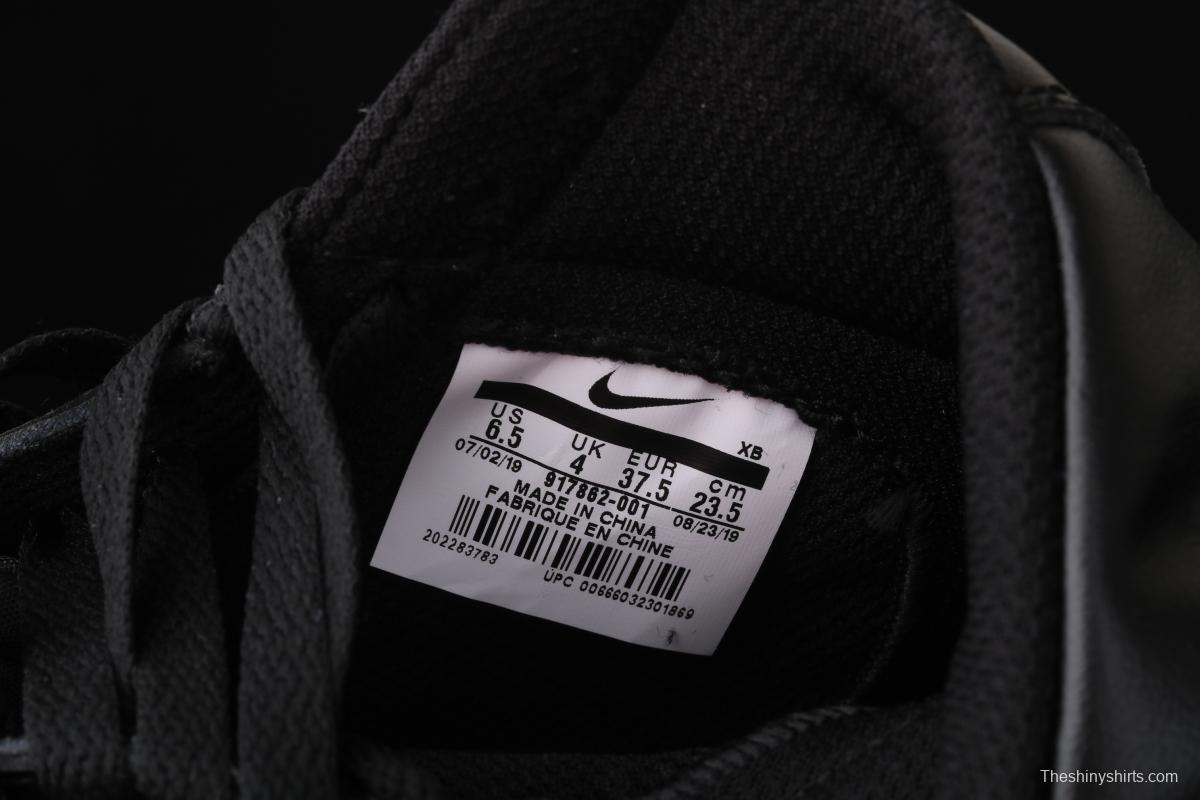 XB
US UK EUR cm
6.5 4 37.5 23.5
07/02/19 917862-001 08/23/19
MADE IN CHINA
FABRIQUE EN CHINE
202283783
UPC 00666032301869
Theshinyshirts.com